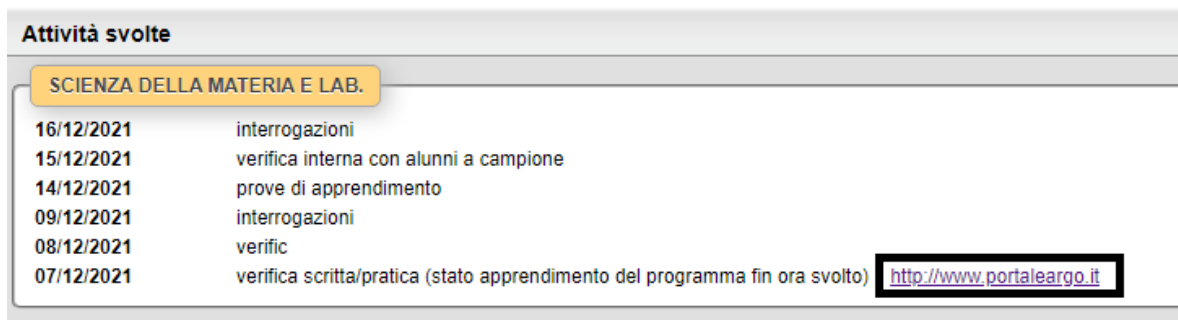 Attività svolte
SCIENZA DELLA MATERIA E LAB.
16/12/2021 interrogazioni
15/12/2021 verifica interna con alunni a campione
14/12/2021 prove di apprendimento
09/12/2021 interrogazioni
08/12/2021 verific
07/12/2021 verifica scritta/pratica (stato apprendimento del programma fin ora svolto) http://www.portaleargo.it